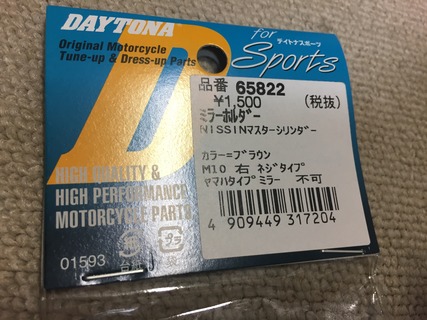 DAYTONA
Original Motorcycle
Tune-up & Dress-up Parts
for
デイトナスポーツ
Sports
D
品番 65822
¥1,500 (税抜)
ミラーホルダー
NISSINマスターシリンダー
カラー=ブラウン
M10 右 ネジタイプ
ヤマハタイプミラー 不可
4 909449 317204
HIGH QUALITY &
HIGH PERFORMANCE
MOTORCYCLE PARTS
01593